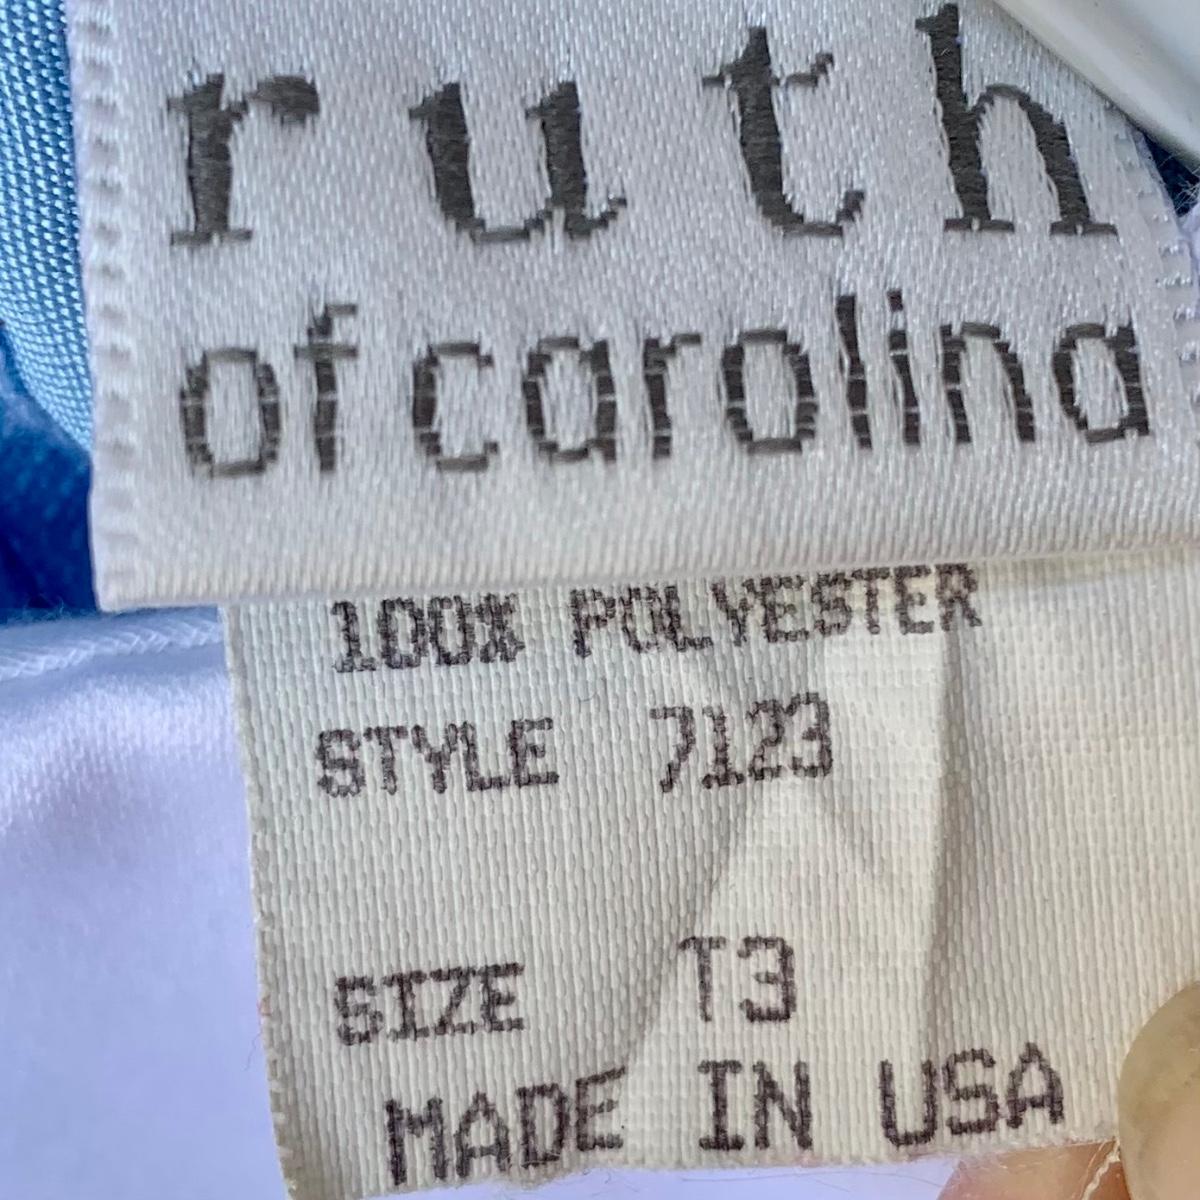 ruth
of carolina
100% POLYESTER
STYLE 7123
SIZE T3
MADE IN USA